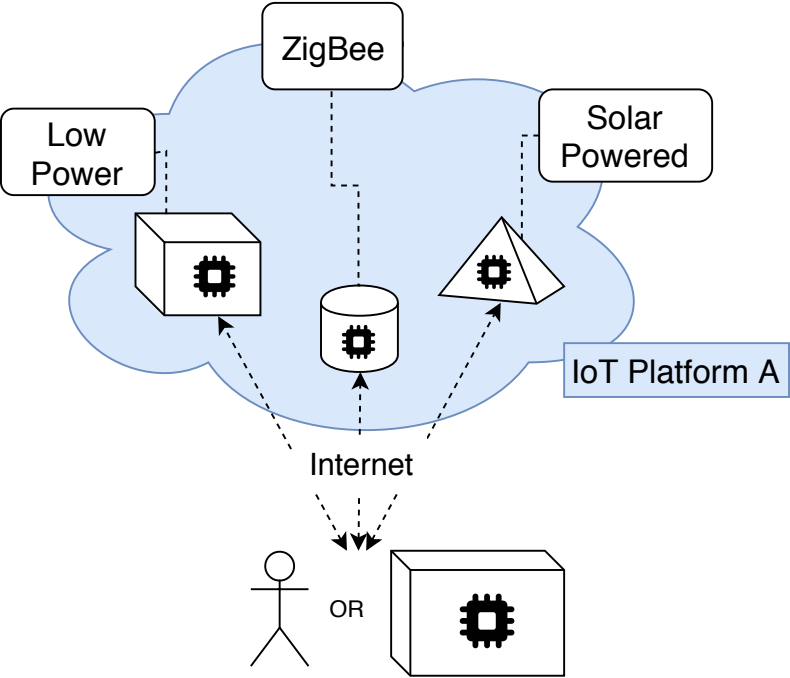 ZigBee
Low
Power
Solar
Powered
IoT Platform A
Internet
OR